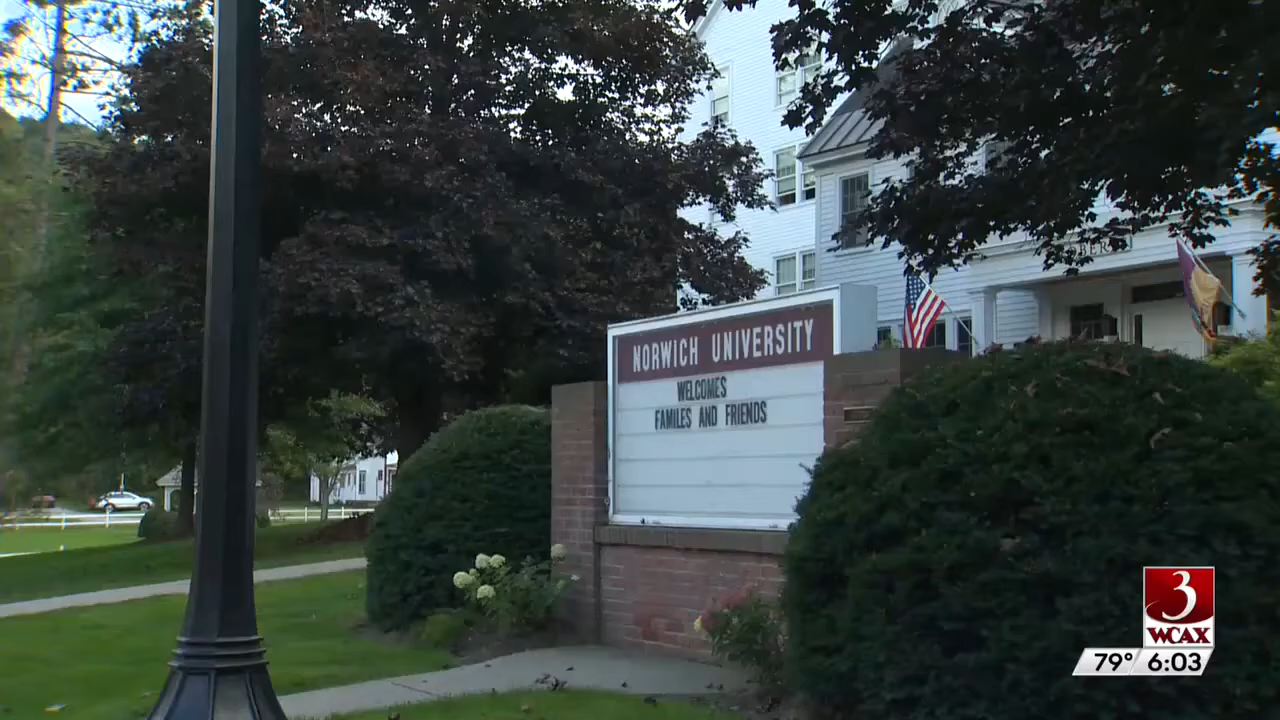 NORWICH UNIVERSITY
WELCOMES
FAMILES AND FRIENDS
3
WCAX
79° 6:03